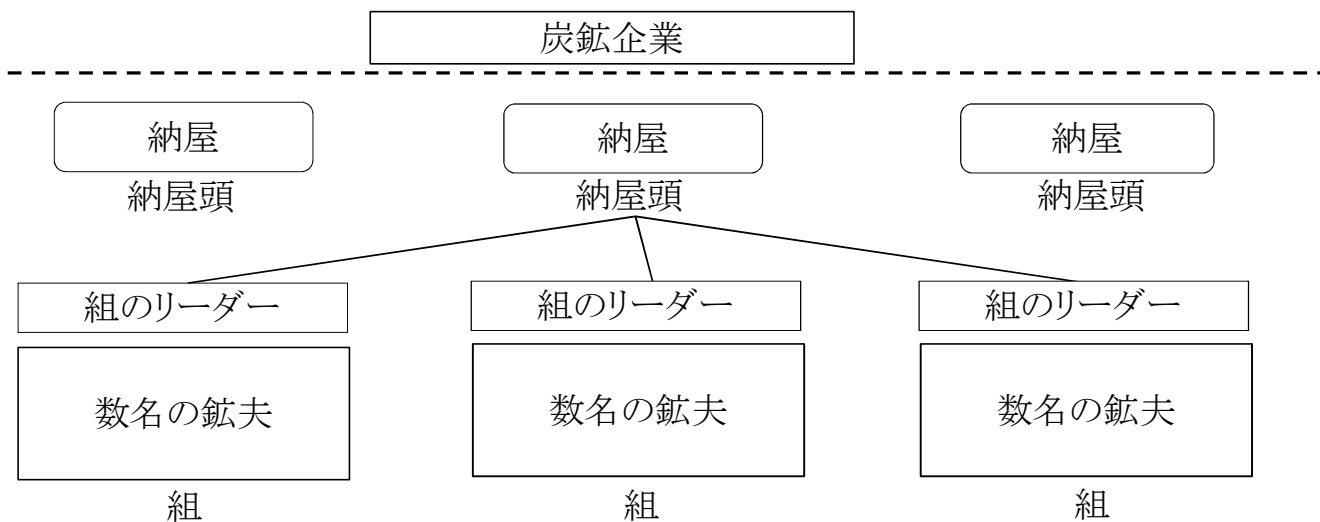 炭鉱企業
納屋 納屋 納屋
納屋頭 納屋頭 納屋頭
組のリーダー 組のリーダー 組のリーダー
数名の鉱夫 数名の鉱夫 数名の鉱夫
組 組 組